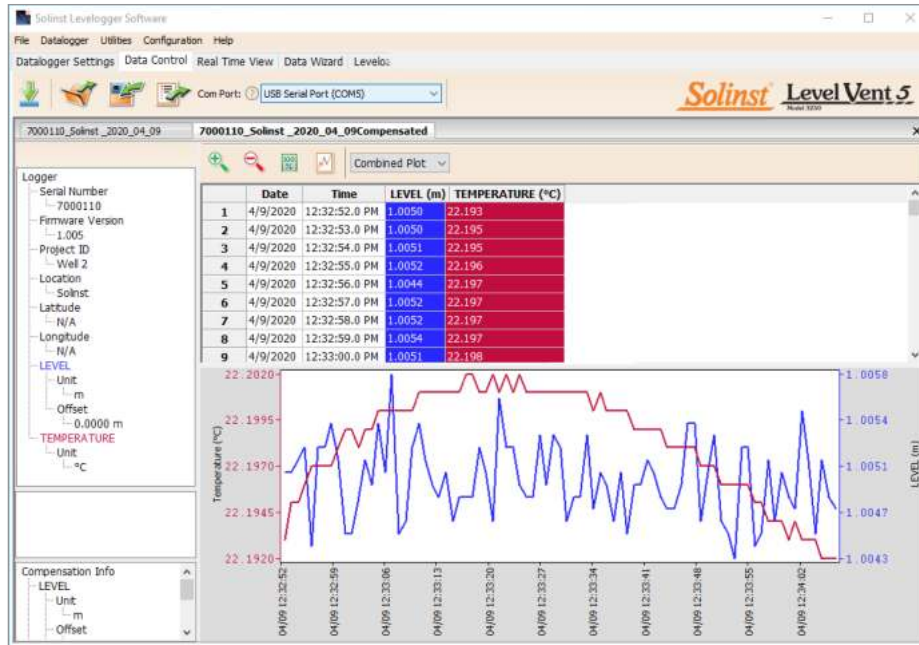 Solinst Levelogger Software
File Datalogger Utilities Configuration Help
Datalogger Settings Data Control Real Time View Data Wizard
Com Port: USB Serial Port (COM5)
Solinst Level Vent 5
Model 3250
7000110_Solinst _2020_04_09 7000110_Solinst _2020_04_09Compensated
100 %
Combined Plot
Logger
Serial Number
7000110
Firmware Version
1.005
Project ID
Well 2
Location
Solinst
Latitude
N/A
Longitude
N/A
LEVEL
Unit
m
Offset
0.0000 m
TEMPERATURE
Unit
°C
Compensation Info
LEVEL
Unit
m
Offset
Date Time LEVEL (m) TEMPERATURE (°C)
1 4/9/2020 12:32:52.0 PM 1.0050 22.193
2 4/9/2020 12:32:53.0 PM 1.0050 22.195
3 4/9/2020 12:32:54.0 PM 1.0051 22.195
4 4/9/2020 12:32:55.0 PM 1.0052 22.196
5 4/9/2020 12:32:56.0 PM 1.0044 22.197
6 4/9/2020 12:32:57.0 PM 1.0052 22.197
7 4/9/2020 12:32:58.0 PM 1.0052 22.197
8 4/9/2020 12:32:59.0 PM 1.0054 22.197
9 4/9/2020 12:33:00.0 PM 1.0051 22.198
Temperature (°C)
22.2020
22.1995
22.1970
22.1945
22.1920
1.0058
1.0054
1.0051
1.0047
1.0043
LEVEL (m)
04/09 12:32:52
04/09 12:32:59
04/09 12:33:06
04/09 12:33:13
04/09 12:33:20
04/09 12:33:27
04/09 12:33:34
04/09 12:33:41
04/09 12:33:48
04/09 12:33:55
04/09 12:34:02